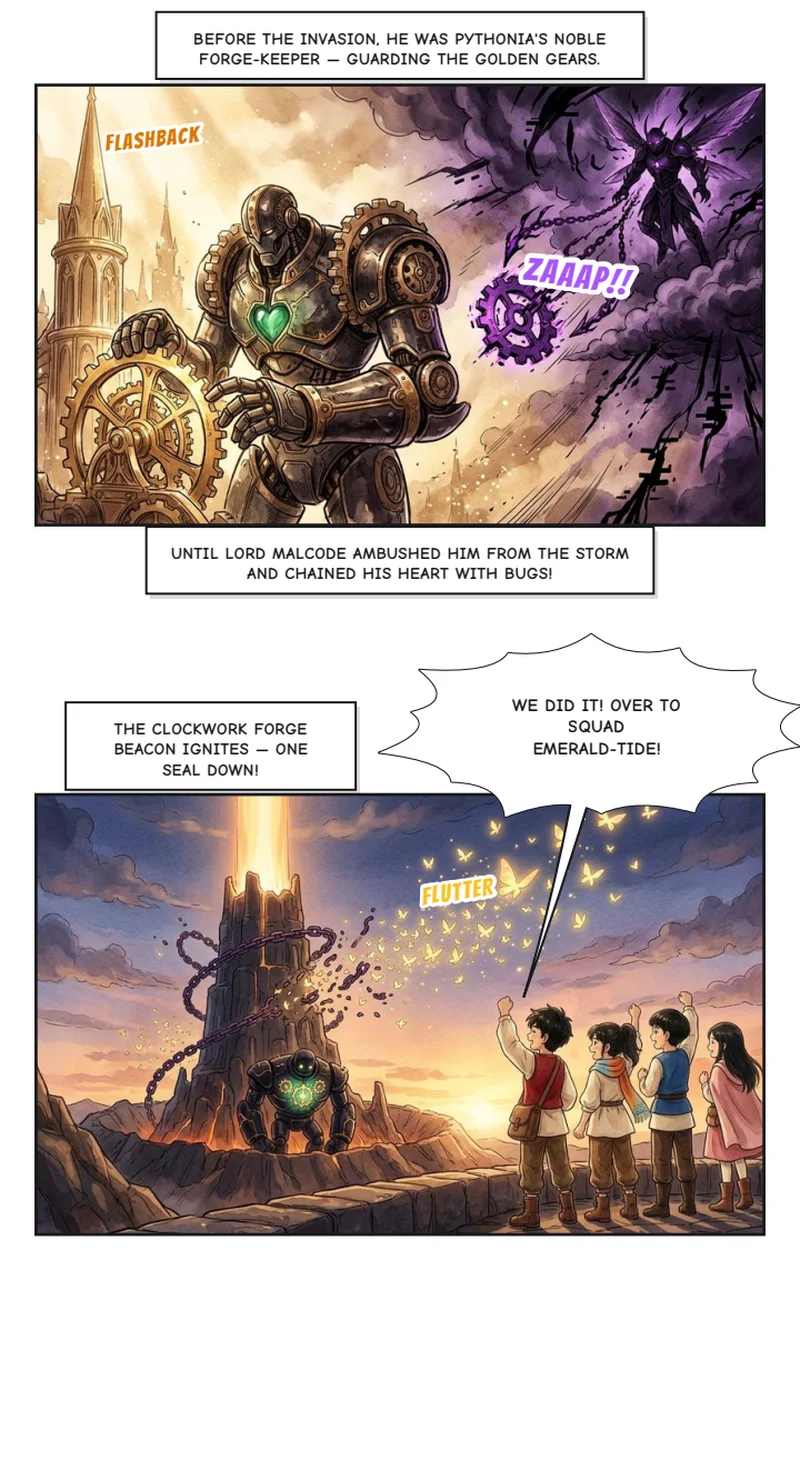 BEFORE THE INVASION, HE WAS PYTHONIA'S NOBLE
FORGE-KEEPER — GUARDING THE GOLDEN GEARS.
FLASHBACK
ZAAAP!!
UNTIL LORD MALCODE AMBUSHED HIM FROM THE STORM
AND CHAINED HIS HEART WITH BUGS!
THE CLOCKWORK FORGE
BEACON IGNITES — ONE
SEAL DOWN!
WE DID IT! OVER TO
SQUAD
EMERALD-TIDE!
FLUTTER